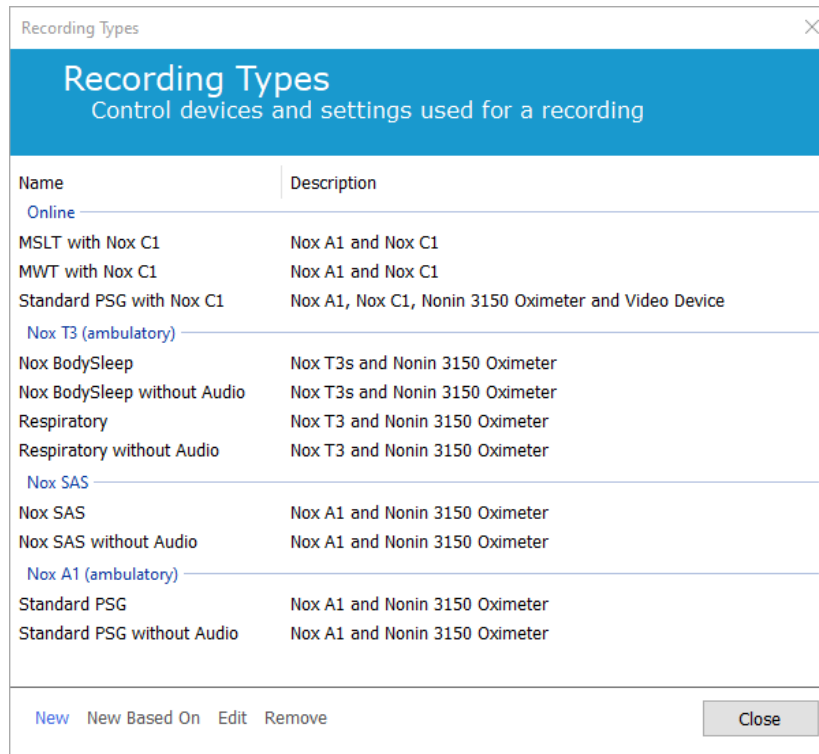 Recording Types
Recording Types
Control devices and settings used for a recording
Name Description
Online
MSLT with Nox C1 Nox A1 and Nox C1
MWT with Nox C1 Nox A1 and Nox C1
Standard PSG with Nox C1 Nox A1, Nox C1, Nonin 3150 Oximeter and Video Device
Nox T3 (ambulatory)
Nox BodySleep Nox T3s and Nonin 3150 Oximeter
Nox BodySleep without Audio Nox T3s and Nonin 3150 Oximeter
Respiratory Nox T3 and Nonin 3150 Oximeter
Respiratory without Audio Nox T3 and Nonin 3150 Oximeter
Nox SAS
Nox SAS Nox A1 and Nonin 3150 Oximeter
Nox SAS without Audio Nox A1 and Nonin 3150 Oximeter
Nox A1 (ambulatory)
Standard PSG Nox A1 and Nonin 3150 Oximeter
Standard PSG without Audio Nox A1 and Nonin 3150 Oximeter
New New Based On Edit Remove Close